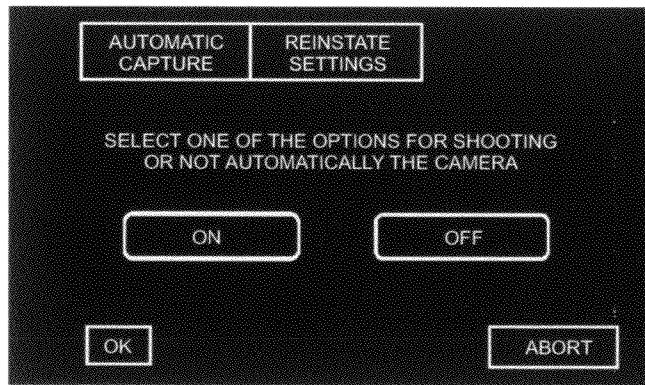 AUTOMATIC
CAPTURE
REINSTATE
SETTINGS
SELECT ONE OF THE OPTIONS FOR SHOOTING
OR NOT AUTOMATICALLY THE CAMERA
ON
OFF
OK
ABORT